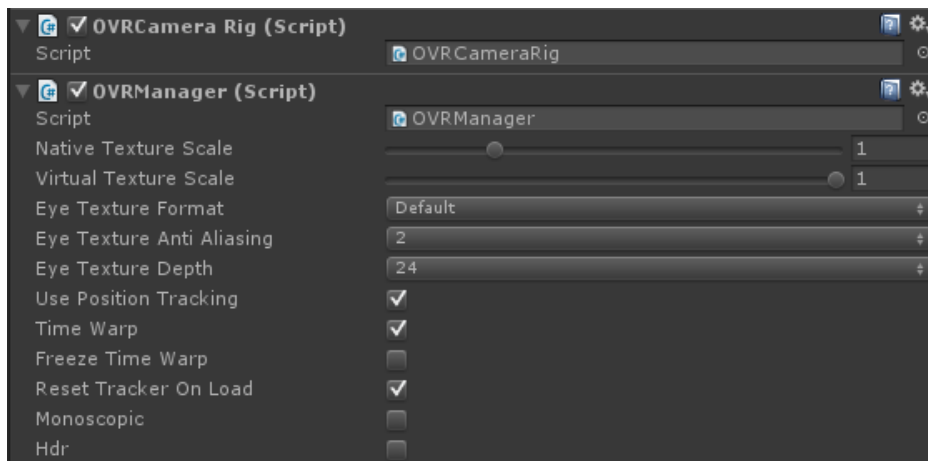 OVRCamera Rig (Script)
Script OVRCameraRig
OVRManager (Script)
Script OVRManager
Native Texture Scale 1
Virtual Texture Scale 1
Eye Texture Format Default
Eye Texture Anti Aliasing 2
Eye Texture Depth 24
Use Position Tracking
Time Warp
Freeze Time Warp
Reset Tracker On Load
Monoscopic
Hdr